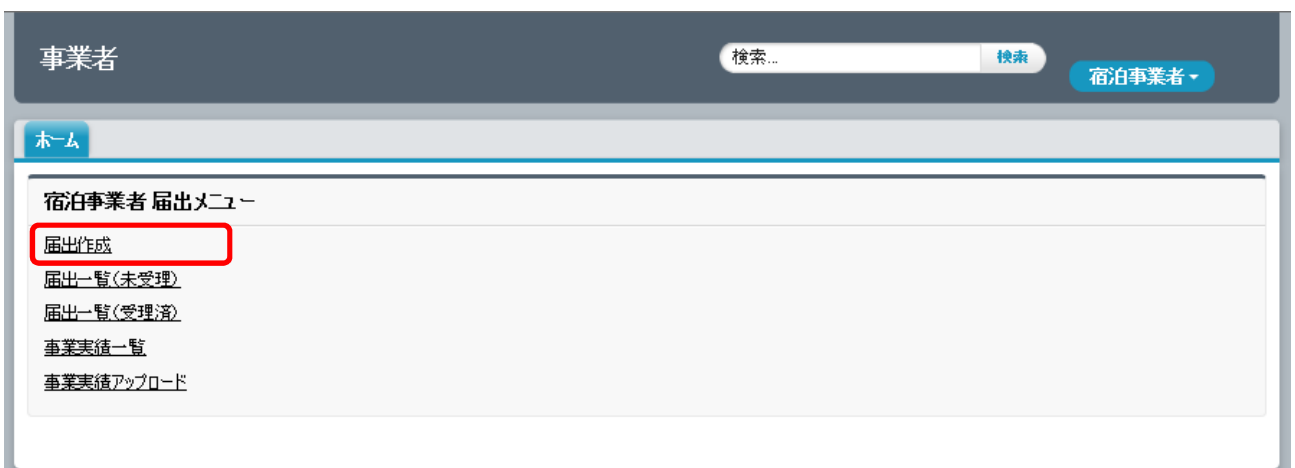 事業者
検索... 検索
宿泊事業者
ホーム
宿泊事業者 届出メニュー
届出作成
届出一覧(未受理)
届出一覧(受理済)
事業実績一覧
事業実績アップロード